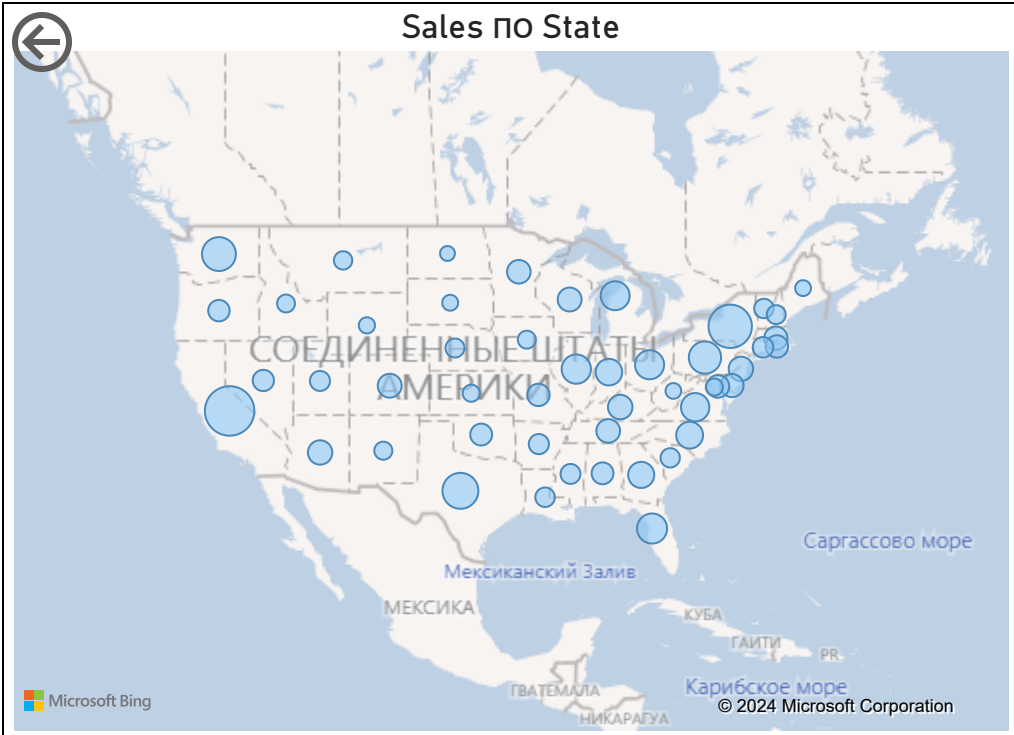 Sales по State
СОЕДИНЕННЫЕ ШТАТЫ
АМЕРИКИ
Саргассово море
Мексиканский Залив
МЕКСИКА
КУБА
ГАИТИ
PR
Карибское море
ГВАТЕМАЛА
НИКАРАГУА
Microsoft Bing
© 2024 Microsoft Corporation